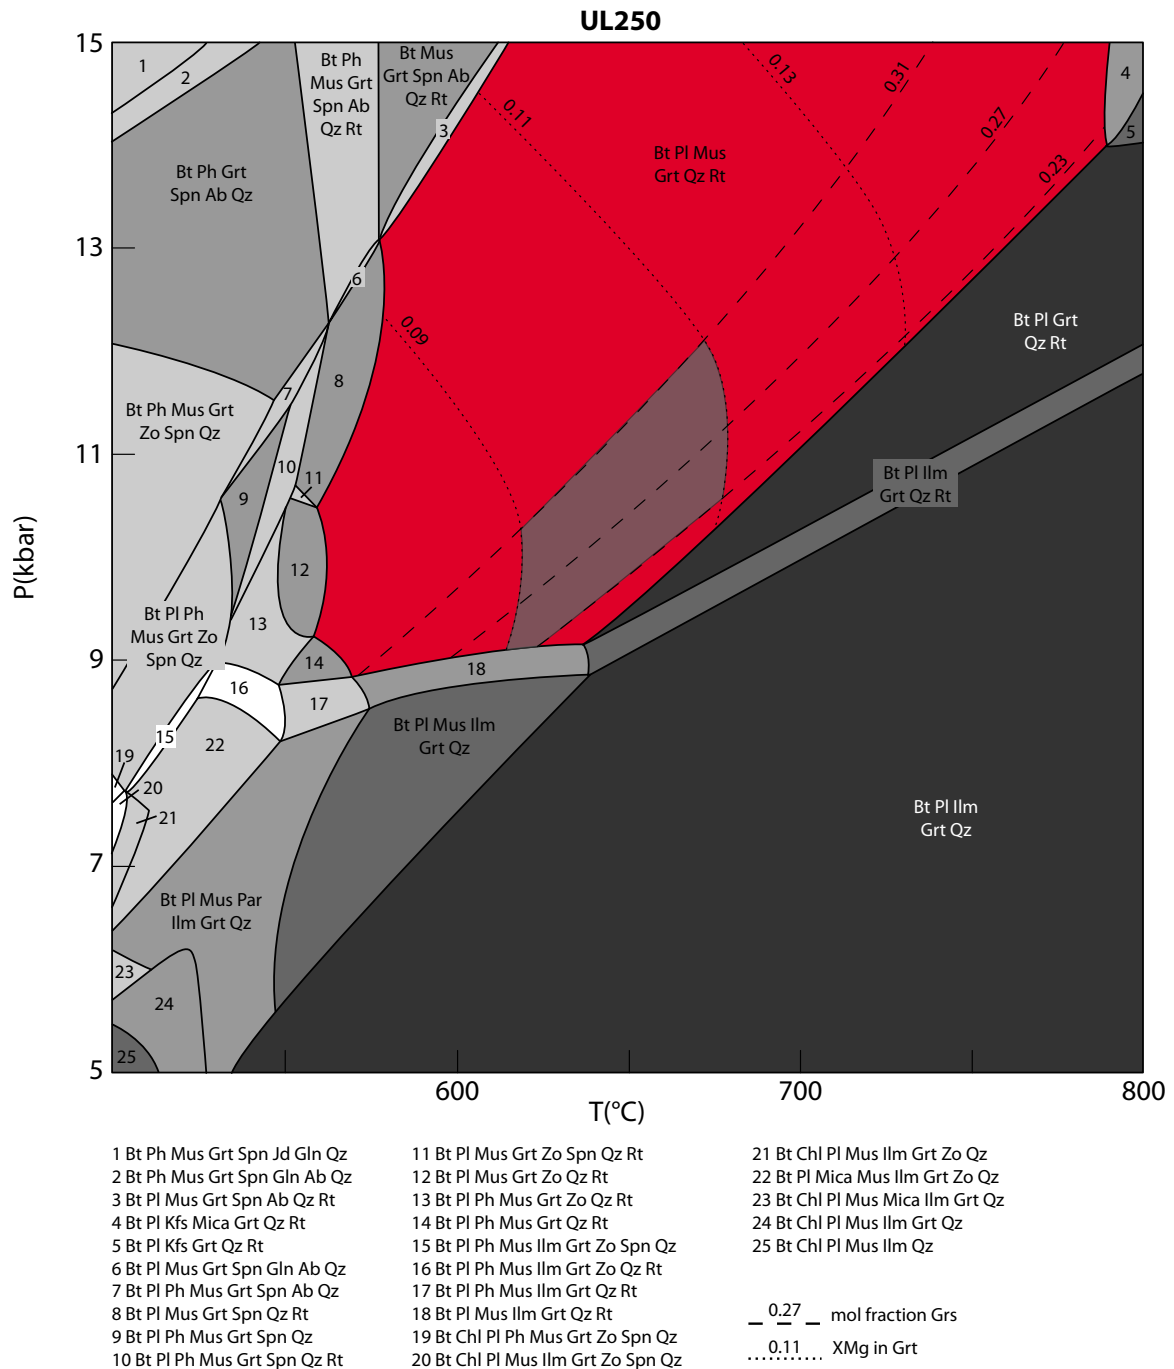 UL250
15
1
2
Bt Ph
Mus Grt
Spn Ab
Qz Rt
Bt Mus
Grt Spn Ab
Qz Rt
3
0.11
0.13
0.31
0.27
0.23
4
5
Bt Pl Mus
Grt Qz Rt
Bt Ph Grt
Spn Ab Qz
13
6
0.09
Bt Pl Grt
Qz Rt
8
7
Bt Ph Mus Grt
Zo Spn Qz
11
10
11
9
Bt Pl Ilm
Grt Qz Rt
P(kbar)
12
Bt Pl Ph
Mus Grt Zo
Spn Qz
13
9
14
18
16
17
15
22
Bt Pl Mus Ilm
Grt Qz
19
20
21
Bt Pl Ilm
Grt Qz
7
Bt Pl Mus Par
Ilm Grt Qz
23
24
25
5
600
700
800
T(°C)
1 Bt Ph Mus Grt Spn Jd Gln Qz
2 Bt Ph Mus Grt Spn Gln Ab Qz
3 Bt Pl Mus Grt Spn Ab Qz Rt
4 Bt Pl Kfs Mica Grt Qz Rt
5 Bt Pl Kfs Grt Qz Rt
6 Bt Pl Mus Grt Spn Gln Ab Qz
7 Bt Pl Ph Mus Grt Spn Ab Qz
8 Bt Pl Mus Grt Spn Qz Rt
9 Bt Pl Ph Mus Grt Spn Qz
10 Bt Pl Ph Mus Grt Spn Qz Rt
11 Bt Pl Mus Grt Zo Spn Qz Rt
12 Bt Pl Mus Grt Zo Qz Rt
13 Bt Pl Ph Mus Grt Zo Qz Rt
14 Bt Pl Ph Mus Grt Qz Rt
15 Bt Pl Ph Mus Ilm Grt Zo Spn Qz
16 Bt Pl Ph Mus Ilm Grt Zo Qz Rt
17 Bt Pl Ph Mus Ilm Grt Qz Rt
18 Bt Pl Mus Ilm Grt Qz Rt
19 Bt Chl Pl Ph Mus Grt Zo Spn Qz
20 Bt Chl Pl Mus Ilm Grt Zo Spn Qz
21 Bt Chl Pl Mus Ilm Grt Zo Qz
22 Bt Pl Mica Mus Ilm Grt Zo Qz
23 Bt Chl Pl Mus Mica Ilm Grt Qz
24 Bt Chl Pl Mus Ilm Grt Qz
25 Bt Chl Pl Mus Ilm Qz
0.27 mol fraction Grs
0.11 XMg in Grt